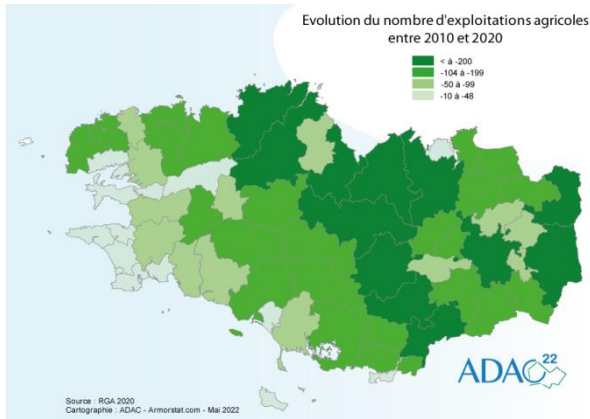 Evolution du nombre d'exploitations agricoles
entre 2010 et 2020
< à -200
-104 à -199
-50 à -99
-10 à -48
ADAC 22
Source : RGA 2020
Cartographie : ADAC - Armorstat.com - Mai 2022